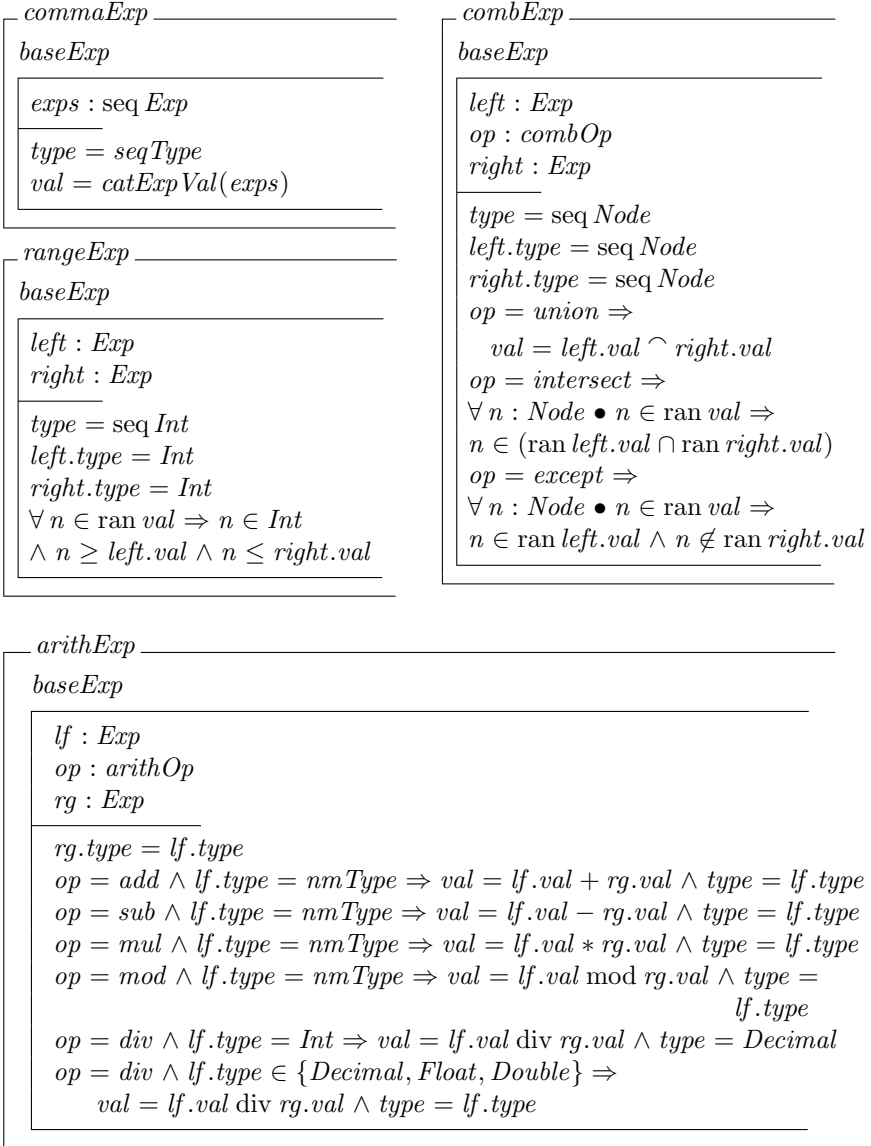 commaExp
baseExp
exps : seq Exp
type = seqType
val = catExpVal(exps)
rangeExp
baseExp
left : Exp
right : Exp
type = seq Int
left.type = Int
right.type = Int
∀ n ∈ ran val ⇒ n ∈ Int
∧ n ≥ left.val ∧ n ≤ right.val
combExp
baseExp
left : Exp
op : combOp
right : Exp
type = seq Node
left.type = seq Node
right.type = seq Node
op = union ⇒
val = left.val ⌢ right.val
op = intersect ⇒
∀ n : Node • n ∈ ran val ⇒
n ∈ (ran left.val ∩ ran right.val)
op = except ⇒
∀ n : Node • n ∈ ran val ⇒
n ∈ ran left.val ∧ n ∉ ran right.val
arithExp
baseExp
lf : Exp
op : arithOp
rg : Exp
rg.type = lf.type
op = add ∧ lf.type = nmType ⇒ val = lf.val + rg.val ∧ type = lf.type
op = sub ∧ lf.type = nmType ⇒ val = lf.val − rg.val ∧ type = lf.type
op = mul ∧ lf.type = nmType ⇒ val = lf.val ∗ rg.val ∧ type = lf.type
op = mod ∧ lf.type = nmType ⇒ val = lf.val mod rg.val ∧ type =
lf.type
op = div ∧ lf.type = Int ⇒ val = lf.val div rg.val ∧ type = Decimal
op = div ∧ lf.type ∈ {Decimal, Float, Double} ⇒
val = lf.val div rg.val ∧ type = lf.type